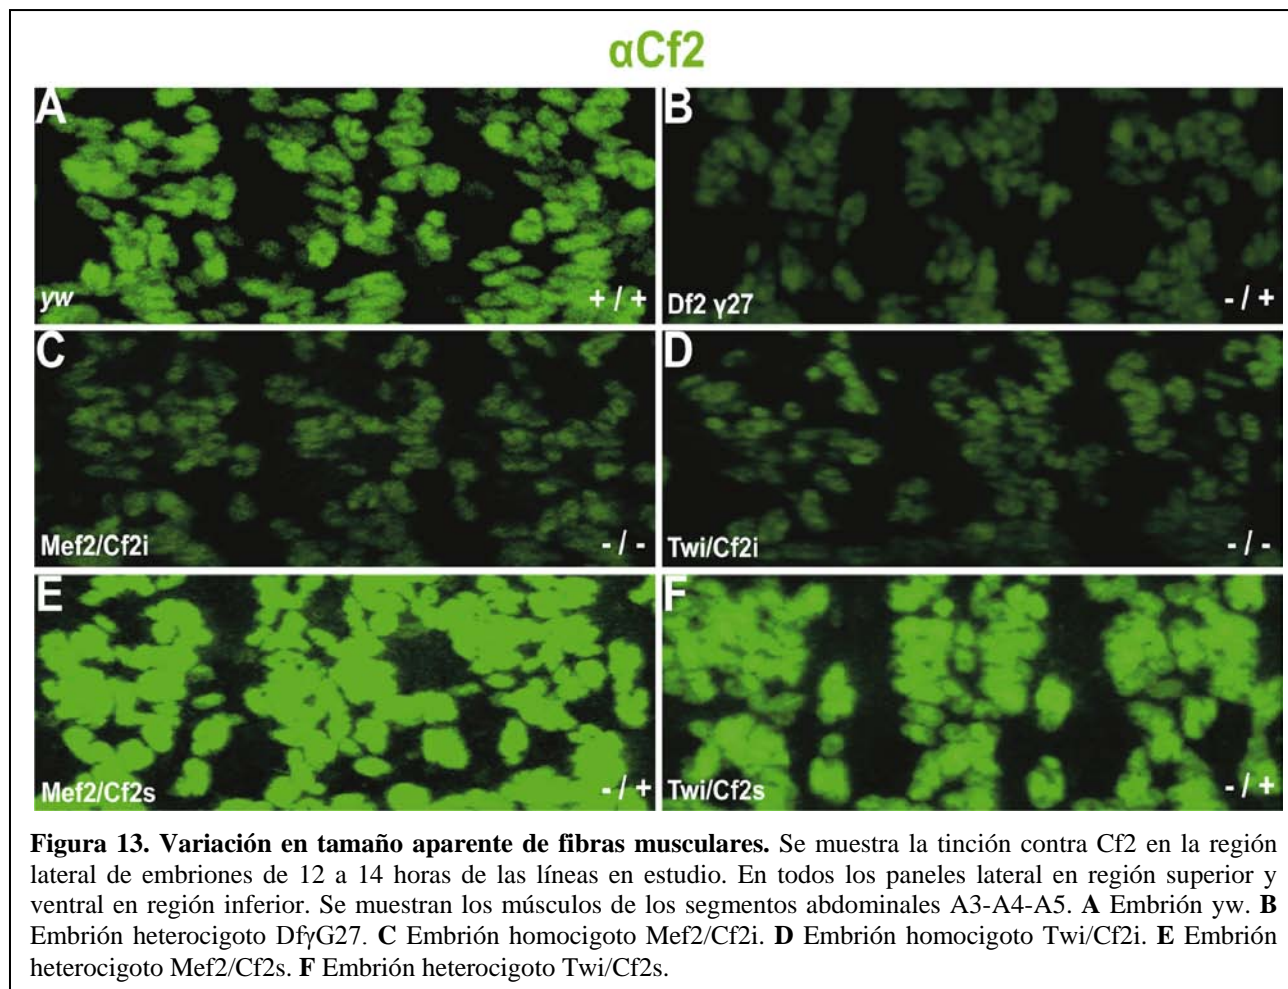 αCf2
A
B
yw
+ / +
Df2 γ27
- / +
C
D
Mef2/Cf2i
- / -
Twi/Cf2i
- / -
E
F
Mef2/Cf2s
- / +
Twi/Cf2s
- / +
Figura 13. Variación en tamaño aparente de fibras musculares. Se muestra la tinción contra Cf2 en la región
lateral de embriones de 12 a 14 horas de las líneas en estudio. En todos los paneles lateral en región superior y
ventral en región inferior. Se muestran los músculos de los segmentos abdominales A3-A4-A5. A Embrión yw. B
Embrión heterocigoto DfγG27. C Embrión homocigoto Mef2/Cf2i. D Embrión homocigoto Twi/Cf2i. E Embrión
heterocigoto Mef2/Cf2s. F Embrión heterocigoto Twi/Cf2s.